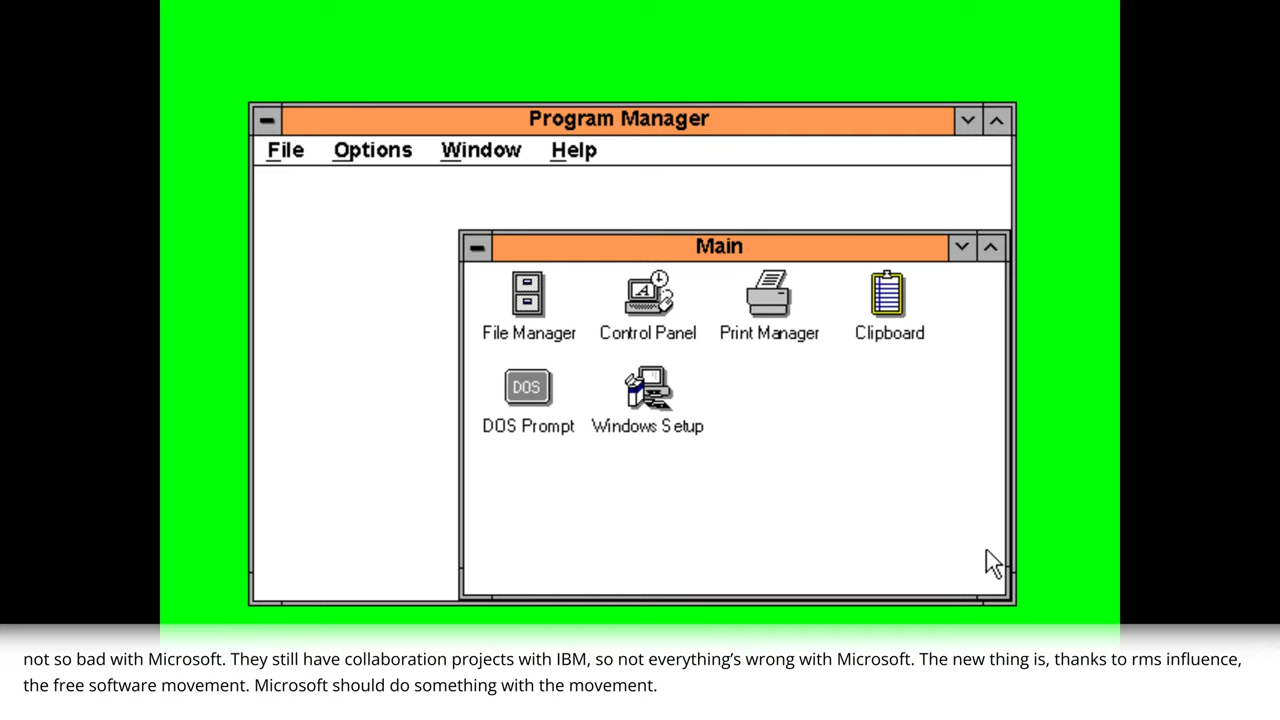 Program Manager
File Options Window Help
Main
File Manager Control Panel Print Manager Clipboard
DOS
DOS Prompt Windows Setup
not so bad with Microsoft. They still have collaboration projects with IBM, so not everything’s wrong with Microsoft. The new thing is, thanks to rms influence,
the free software movement. Microsoft should do something with the movement.